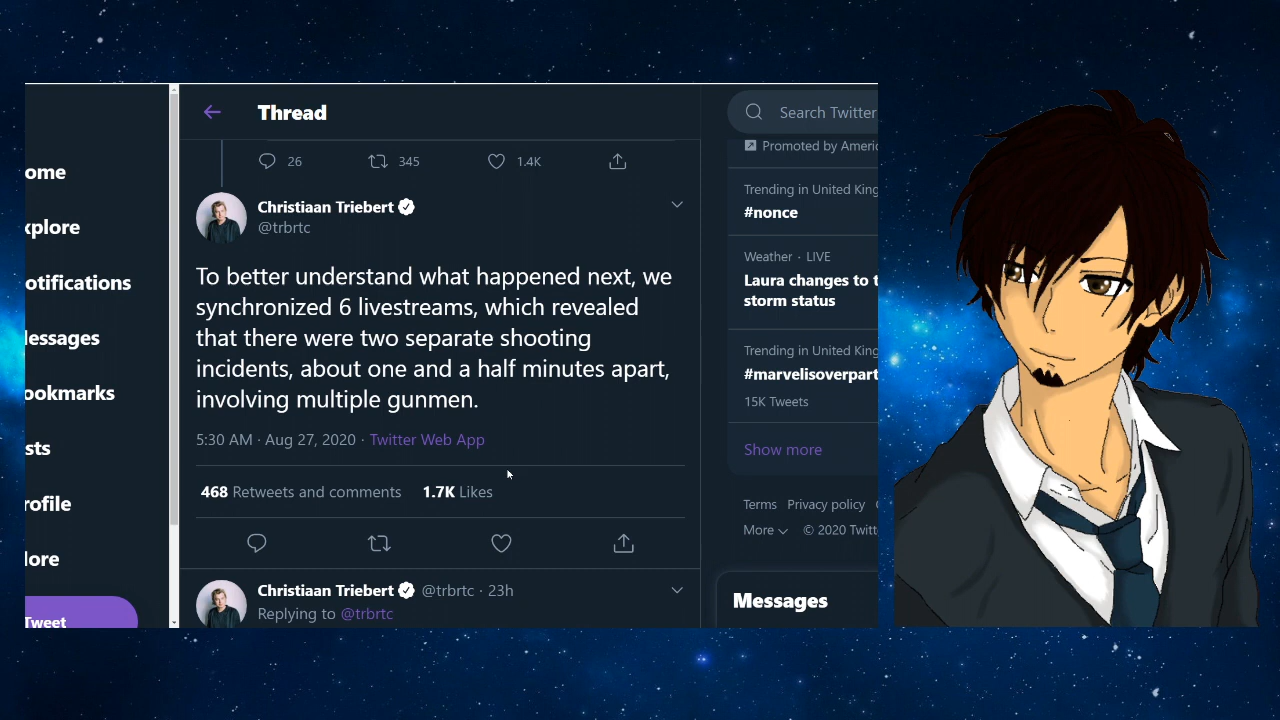 Thread
Search Twitter
26
345
1.4K
Promoted by Americ
ome
xplore
otifications
essages
ookmarks
sts
rofile
ore
Tweet
Christiaan Triebert
@trbrtc
To better understand what happened next, we
synchronized 6 livestreams, which revealed
that there were two separate shooting
incidents, about one and a half minutes apart,
involving multiple gunmen.
5:30 AM · Aug 27, 2020 · Twitter Web App
468 Retweets and comments 1.7K Likes
Christiaan Triebert @trbrtc · 23h
Replying to @trbrtc
Trending in United King
#nonce
Weather · LIVE
Laura changes to t
storm status
Trending in United King
#marvelisoverpart
15K Tweets
Show more
Terms Privacy policy
More © 2020 Twitt
Messages